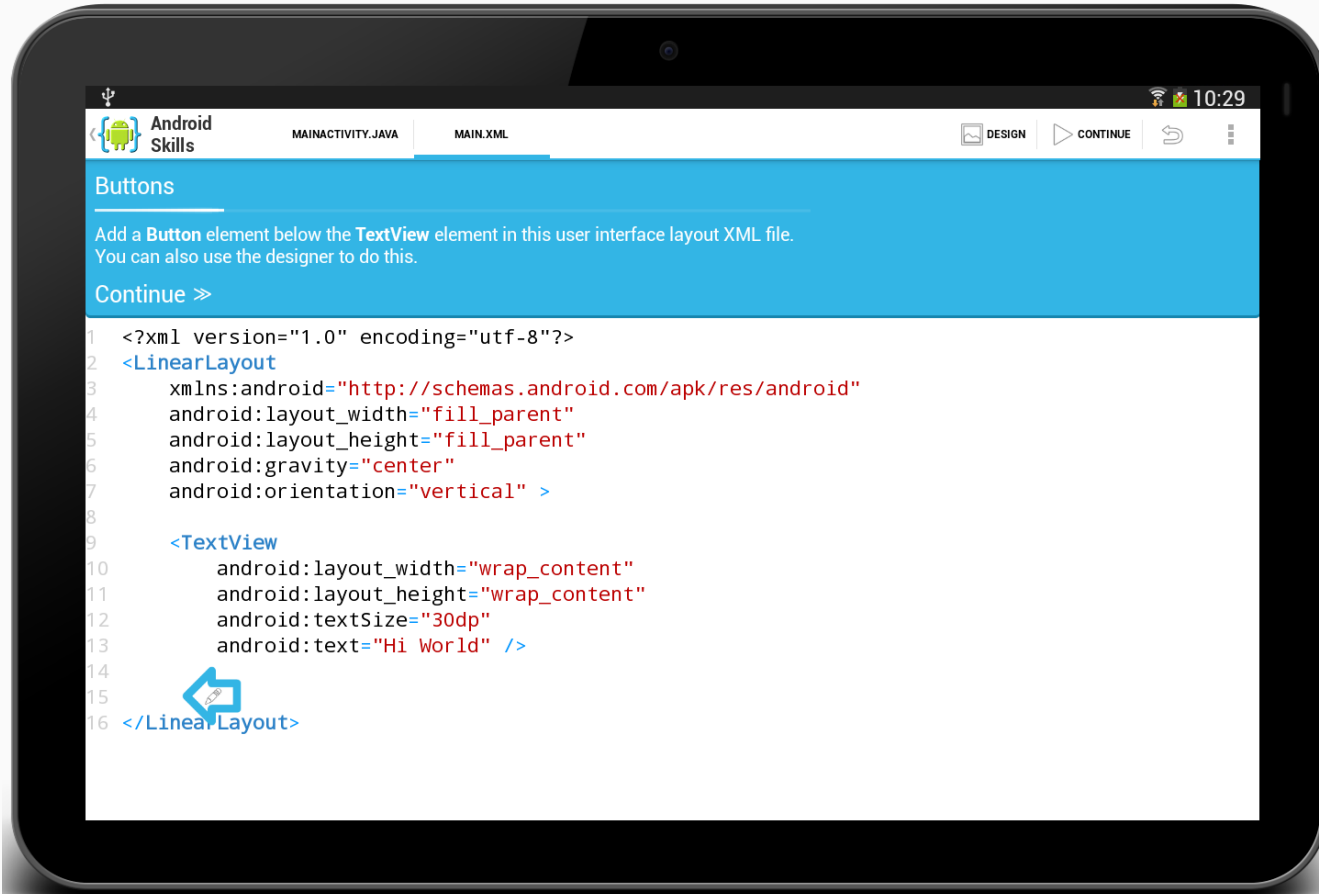 10:29
Android
Skills
MAINACTIVITY.JAVA
MAIN.XML
DESIGN
CONTINUE
Buttons
Add a Button element below the TextView element in this user interface layout XML file.
You can also use the designer to do this.
Continue ≫
1 <?xml version="1.0" encoding="utf-8"?>
2 <LinearLayout
3 xmlns:android="http://schemas.android.com/apk/res/android"
4 android:layout_width="fill_parent"
5 android:layout_height="fill_parent"
6 android:gravity="center"
7 android:orientation="vertical" >
8
9 <TextView
10 android:layout_width="wrap_content"
11 android:layout_height="wrap_content"
12 android:textSize="30dp"
13 android:text="Hi World" />
14
15
16 </LinearLayout>